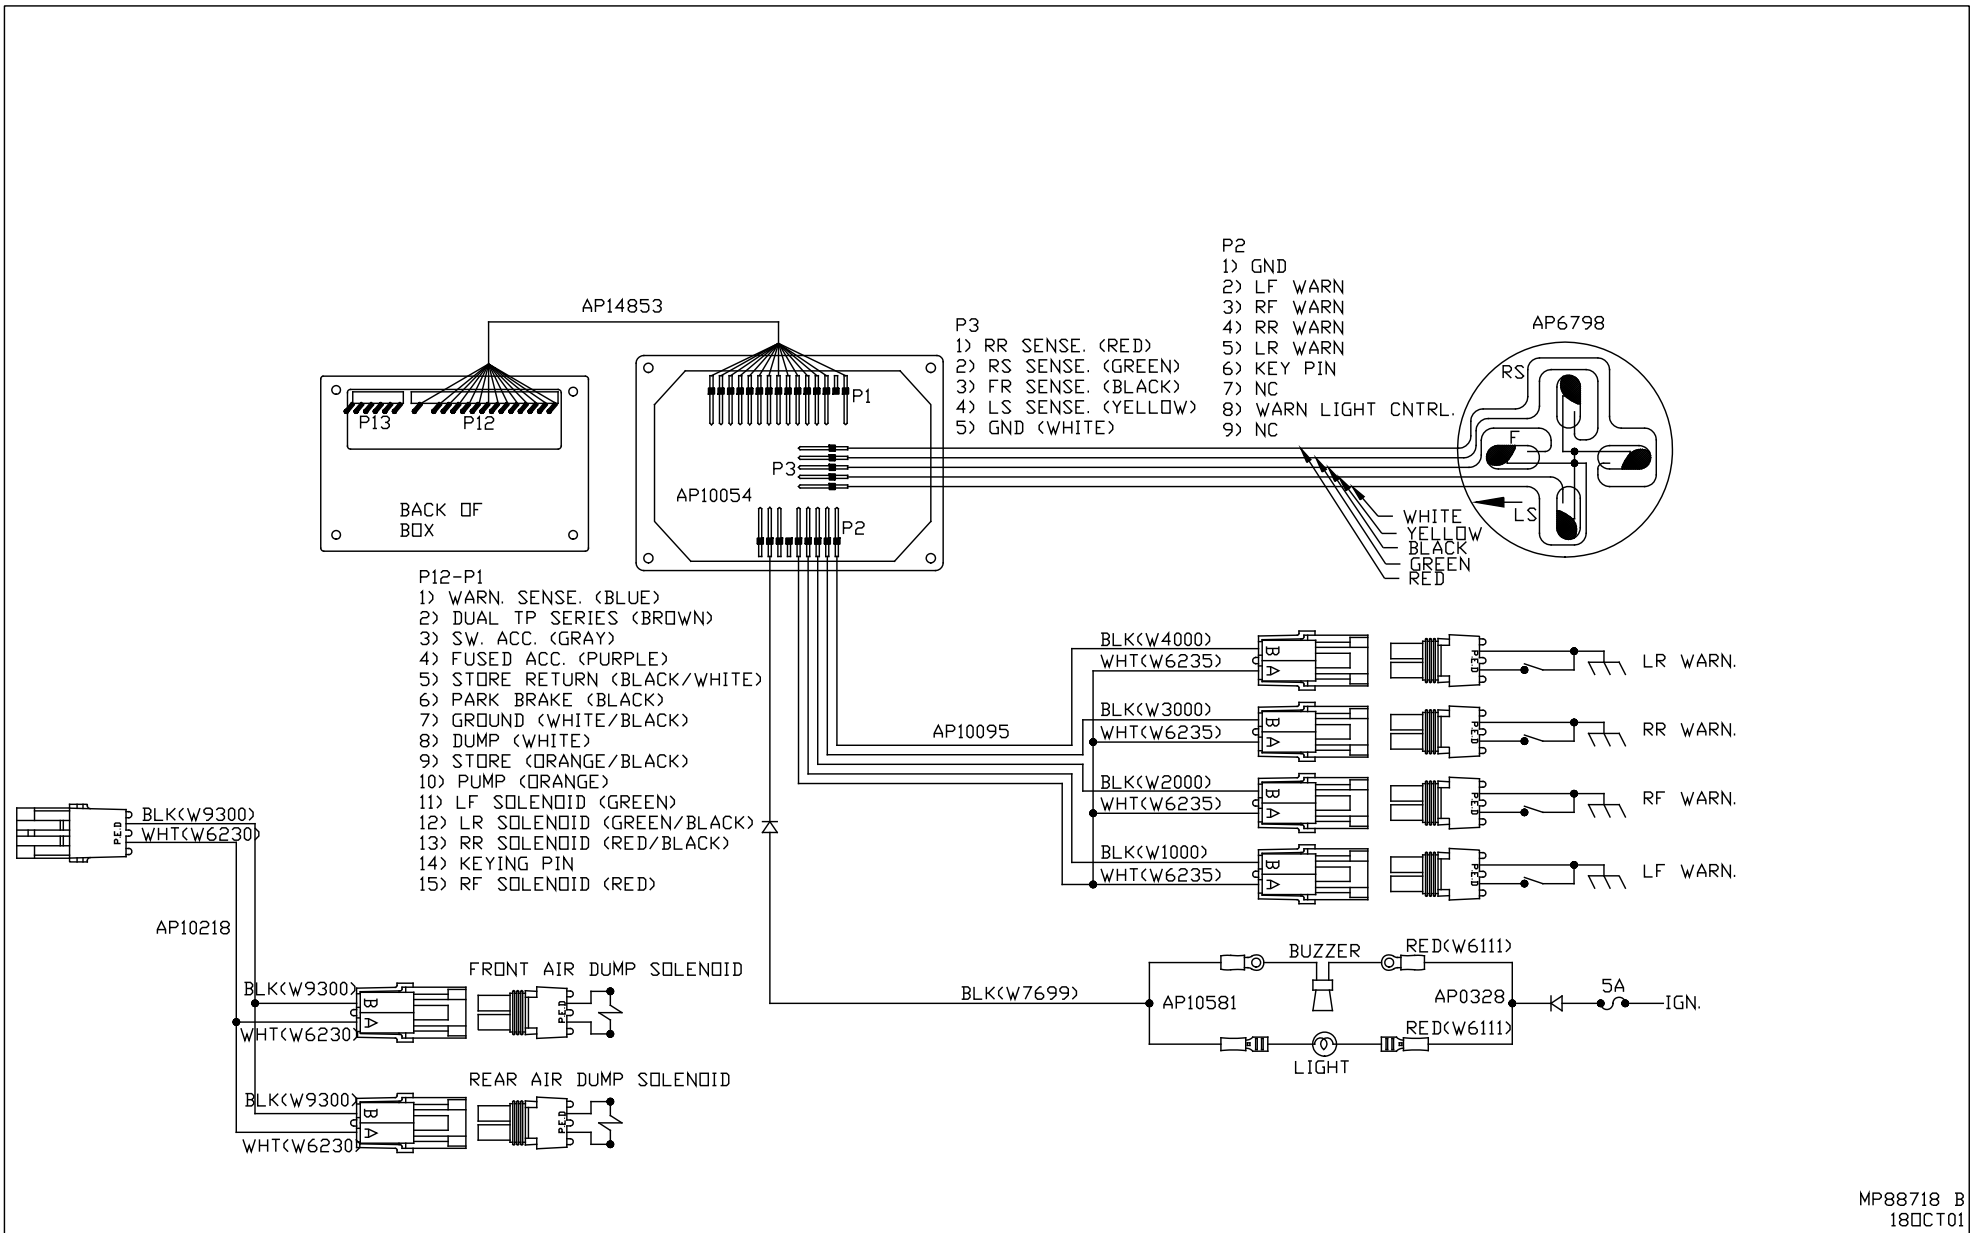 P2
1) GND
2) LF WARN
3) RF WARN
4) RR WARN
5) LR WARN
6) KEY PIN
7) NC
8) WARN LIGHT CNTRL.
9) NC
AP14853
P3
1) RR SENSE. (RED)
2) RS SENSE. (GREEN)
3) FR SENSE. (BLACK)
4) LS SENSE. (YELLOW)
5) GND (WHITE)
AP6798
RS
F
LS
P13
P12
BACK OF
BOX
P1
P3
AP10054
P2
WHITE
YELLOW
BLACK
GREEN
RED
P12-P1
1) WARN. SENSE. (BLUE)
2) DUAL TP SERIES (BROWN)
3) SW. ACC. (GRAY)
4) FUSED ACC. (PURPLE)
5) STORE RETURN (BLACK/WHITE)
6) PARK BRAKE (BLACK)
7) GROUND (WHITE/BLACK)
8) DUMP (WHITE)
9) STORE (ORANGE/BLACK)
10) PUMP (ORANGE)
11) LF SOLENOID (GREEN)
12) LR SOLENOID (GREEN/BLACK)
13) RR SOLENOID (RED/BLACK)
14) KEYING PIN
15) RF SOLENOID (RED)
BLK(W4000)
WHT(W6235)
B
A
P.E.D
LR WARN.
AP10095
BLK(W3000)
WHT(W6235)
B
A
P.E.D
RR WARN.
BLK(W2000)
WHT(W6235)
B
A
P.E.D
RF WARN.
BLK(W1000)
WHT(W6235)
B
A
P.E.D
LF WARN.
P.E.D
BLK(W9300)
WHT(W6230)
AP10218
FRONT AIR DUMP SOLENOID
BLK(W9300)
WHT(W6230)
B
A
P.E.D
REAR AIR DUMP SOLENOID
BLK(W9300)
WHT(W6230)
B
A
P.E.D
BLK(W7699)
AP10581
BUZZER
RED(W6111)
AP0328
RED(W6111)
LIGHT
5A
IGN.
MP88718 B
18OCT01